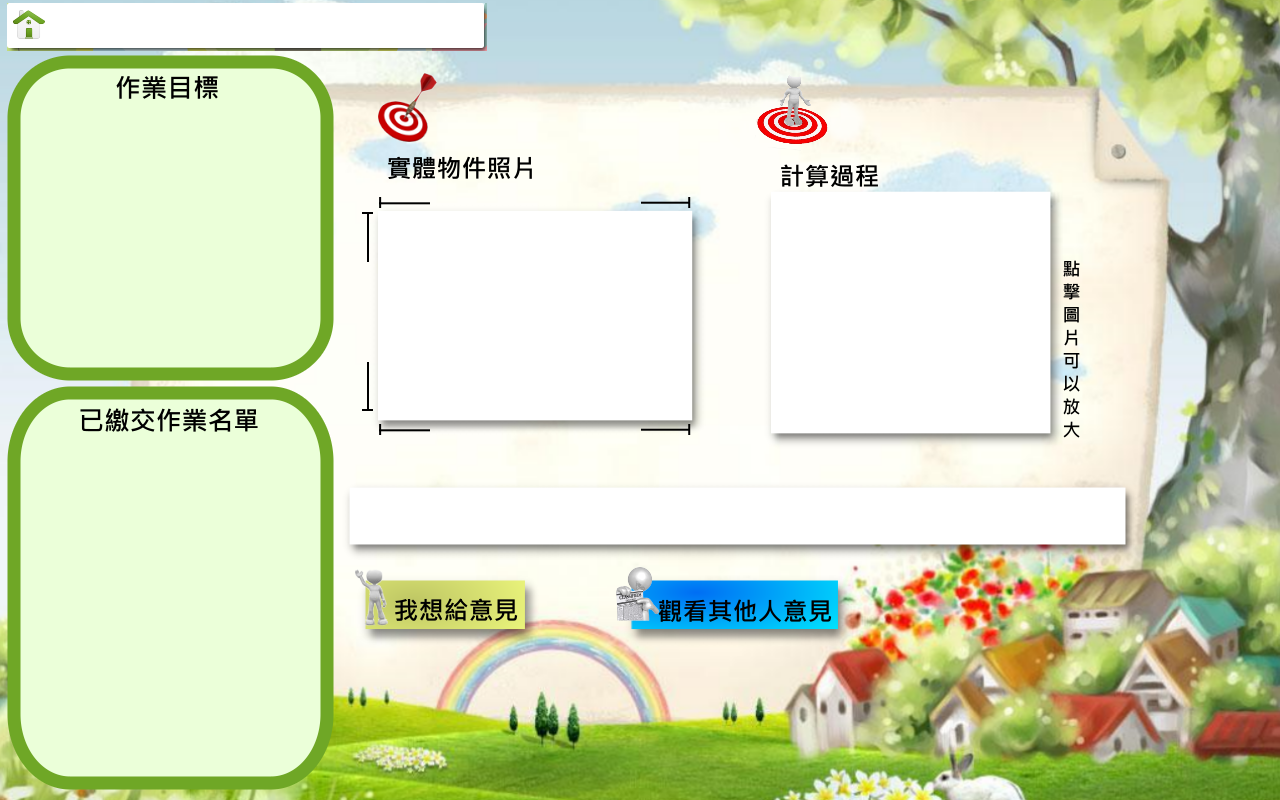 作業目標
實體物件照片
計算過程
點擊圖片可以放大
已繳交作業名單
我想給意見
觀看其他人意見